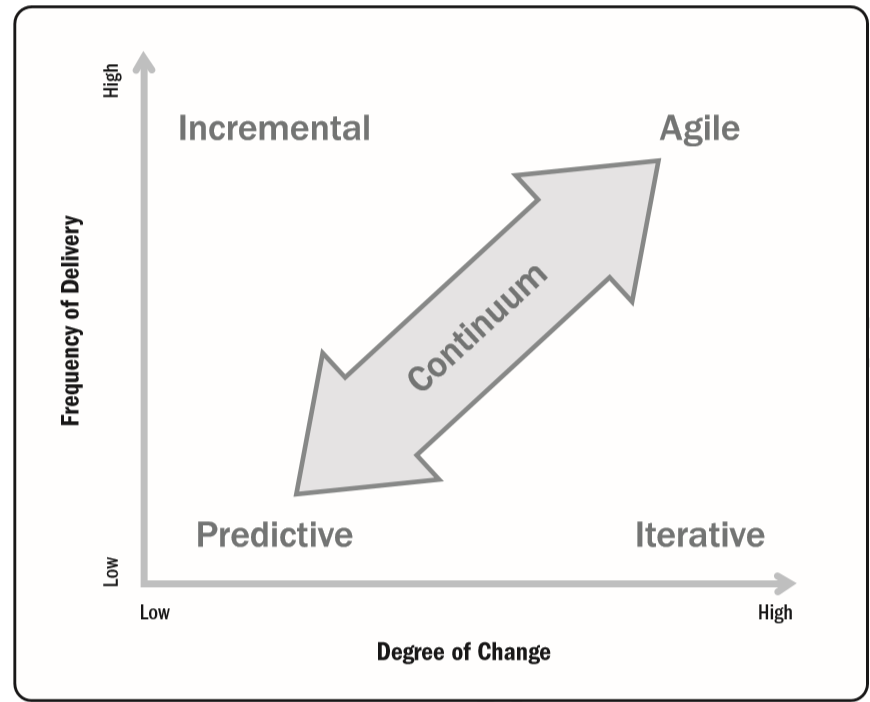 High
Incremental
Agile
Frequency of Delivery
Continuum
Predictive
Iterative
Low
Low
High
Degree of Change